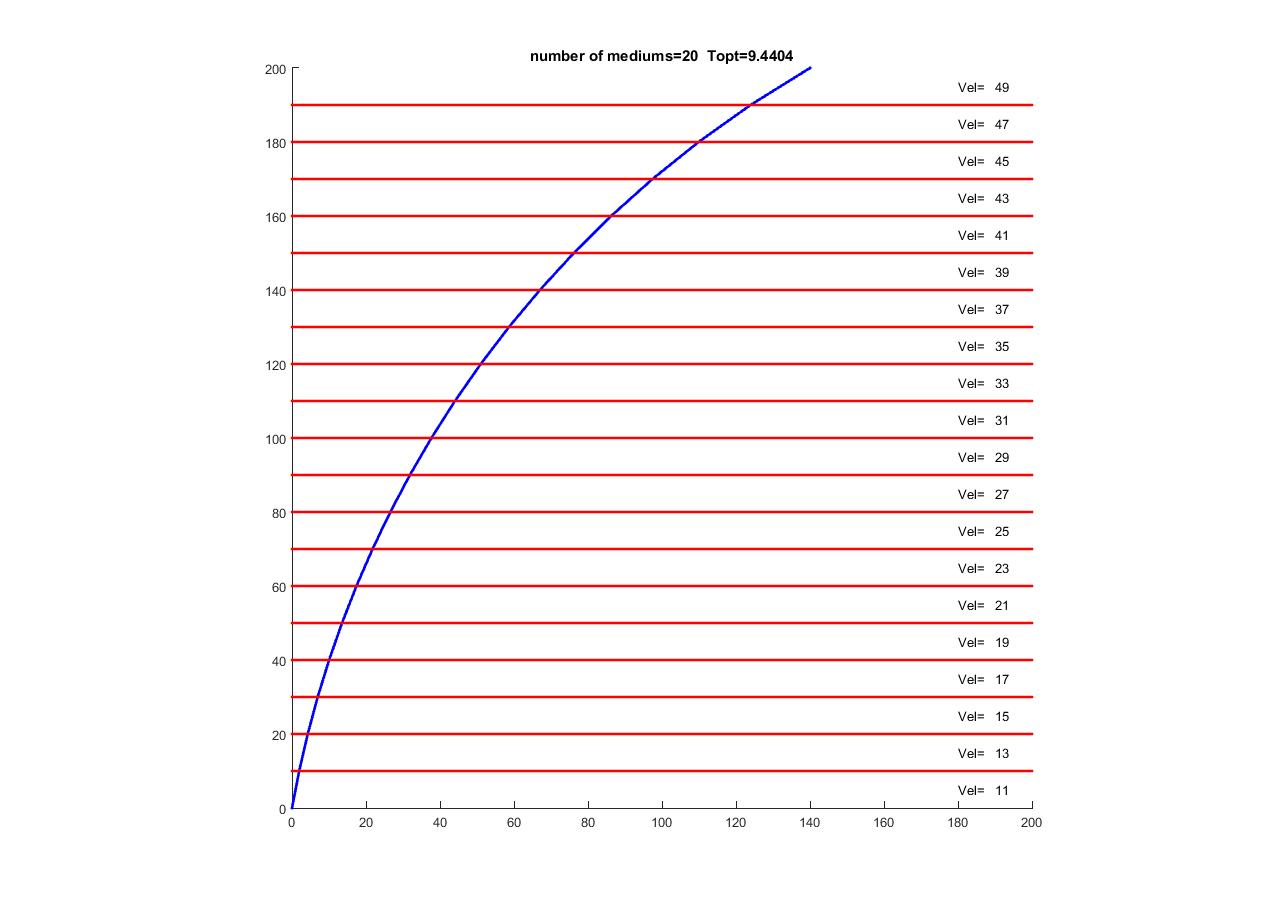 number of mediums=20  Topt=9.4404
200
Vel= 49
Vel= 47
180
Vel= 45
Vel= 43
160
Vel= 41
Vel= 39
140
Vel= 37
Vel= 35
120
Vel= 33
Vel= 31
100
Vel= 29
Vel= 27
80
Vel= 25
Vel= 23
60
Vel= 21
Vel= 19
40
Vel= 17
Vel= 15
20
Vel= 13
Vel= 11
0
0 20 40 60 80 100 120 140 160 180 200